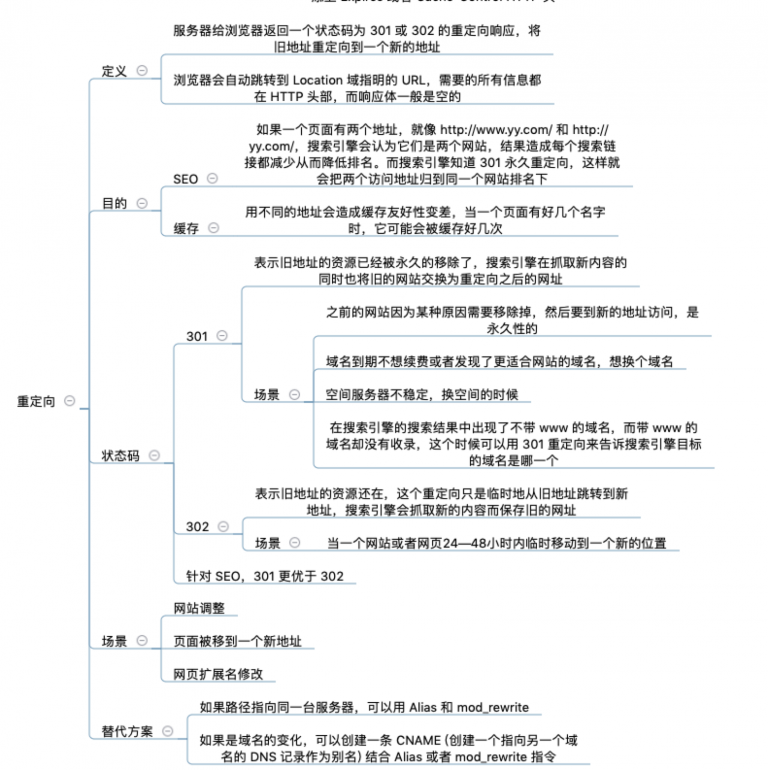 服务器给浏览器返回一个状态码为 301 或 302 的重定向响应，将
旧地址重定向到一个新的地址
定义
浏览器会自动跳转到 Location 域指明的 URL，需要的所有信息都
在 HTTP 头部，而响应体一般是空的
如果一个页面有两个地址，就像 http://www.yy.com/ 和 http://
yy.com/，搜索引擎会认为它们是两个网站，结果造成每个搜索链
接都减少从而降低排名。而搜索引擎知道 301 永久重定向，这样就
会把两个访问地址归到同一个网站排名下
SEO
目的
用不同的地址会造成缓存友好性变差，当一个页面有好几个名字
时，它可能会被缓存好几次
缓存
表示旧地址的资源已经被永久的移除了，搜索引擎在抓取新内容的
同时也将旧的网站交换为重定向之后的网址
之前的网站因为某种原因需要移除掉，然后要到新的地址访问，是
永久性的
301
域名到期不想续费或者发现了更适合网站的域名，想换个域名
场景
空间服务器不稳定，换空间的时候
重定向
在搜索引擎的搜索结果中出现了不带 www 的域名，而带 www 的
域名却没有收录，这个时候可以用 301 重定向来告诉搜索引擎目标
的域名是哪一个
状态码
表示旧地址的资源还在，这个重定向只是临时地从旧地址跳转到新
地址，搜索引擎会抓取新的内容而保存旧的网址
302
场景
当一个网站或者网页24—48小时内临时移动到一个新的位置
针对 SEO，301 更优于 302
网站调整
场景
页面被移到一个新地址
网页扩展名修改
如果路径指向同一台服务器，可以用 Alias 和 mod_rewrite
替代方案
如果是域名的变化，可以创建一条 CNAME (创建一个指向另一个域
名的 DNS 记录作为别名) 结合 Alias 或者 mod_rewrite 指令